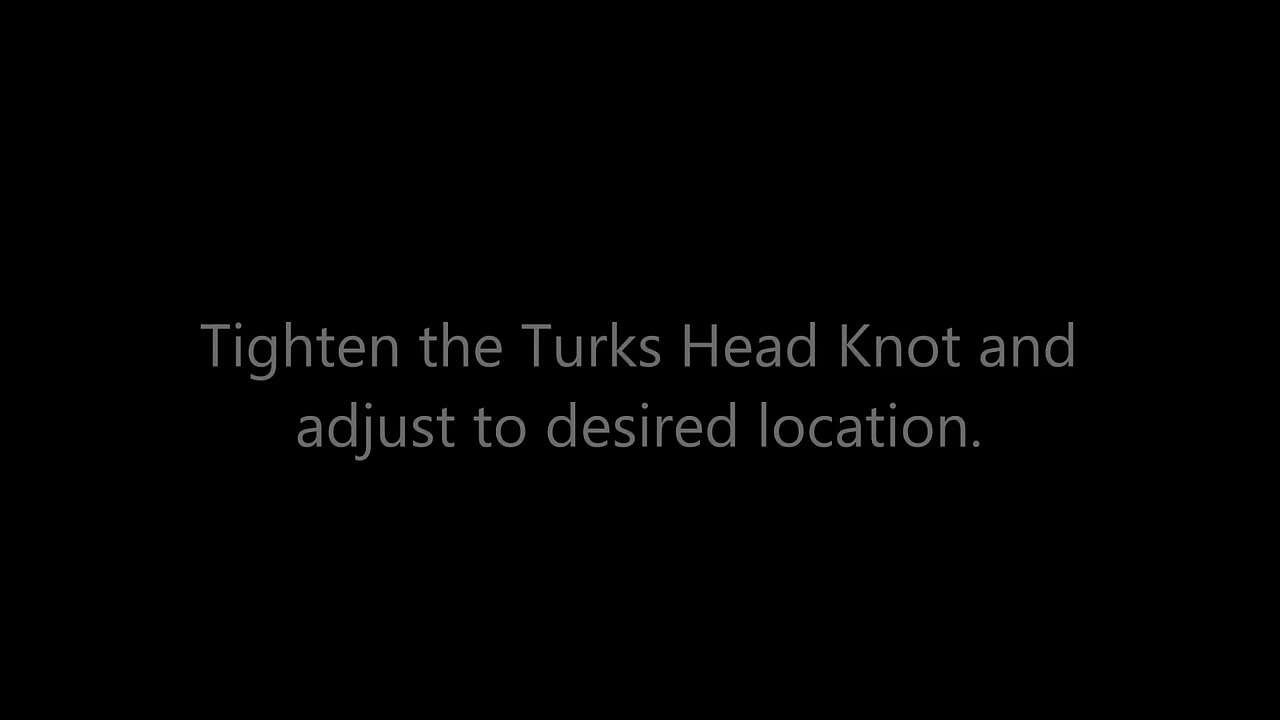 Tighten the Turks Head Knot and
adjust to desired location.